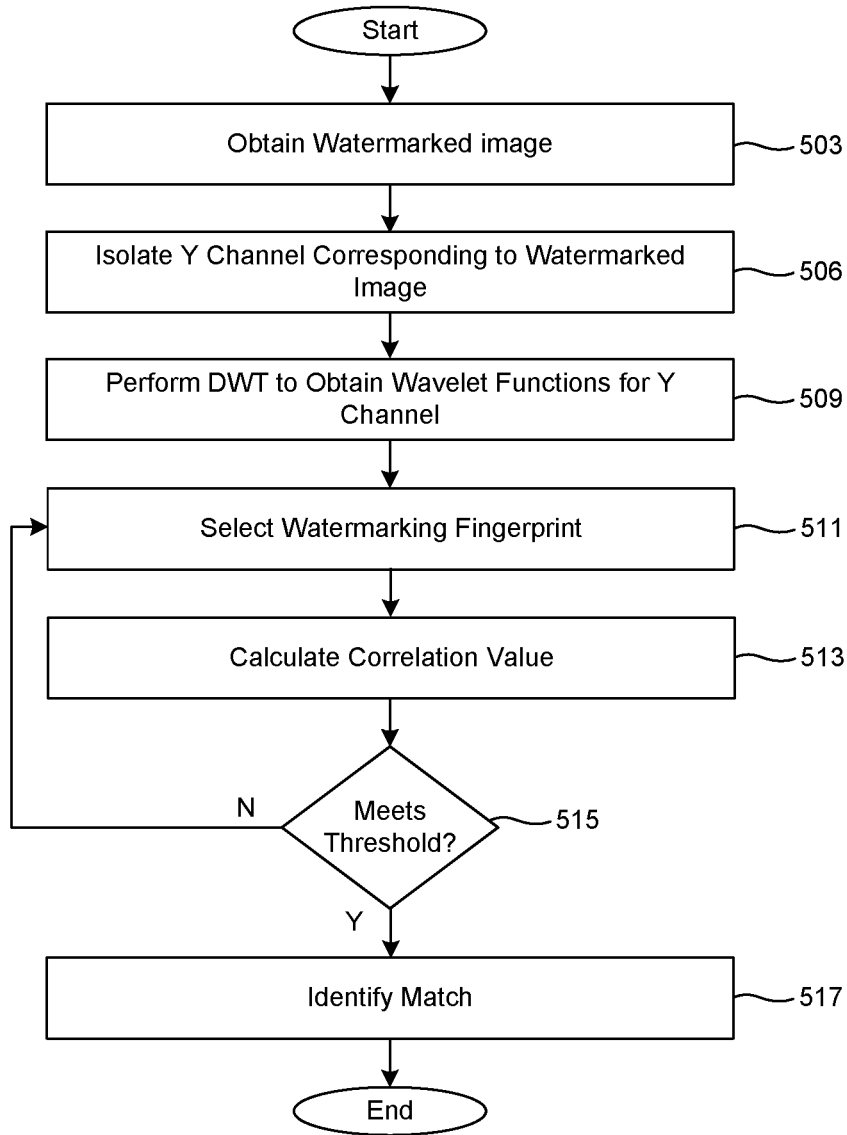 Start
Obtain Watermarked image
503
Isolate Y Channel Corresponding to Watermarked
Image
506
Perform DWT to Obtain Wavelet Functions for Y
Channel
509
Select Watermarking Fingerprint
511
Calculate Correlation Value
513
N
Meets
Threshold?
515
Y
Identify Match
517
End